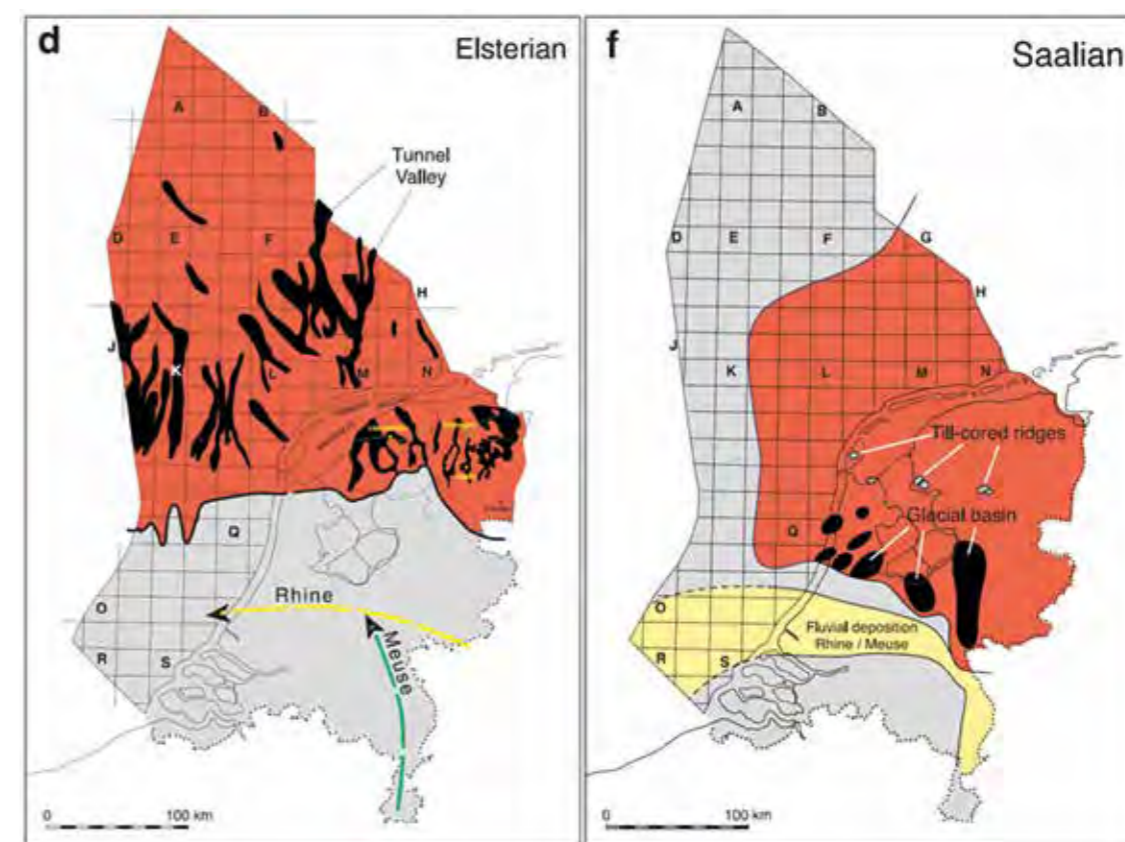 d
Elsterian
A
B
Tunnel
Valley
D
E
F
H
J
K
L
M
N
Q
Rhine
O
Meuse
R
S
0
100 km
f
Saalian
A
B
D
E
F
G
H
J
K
L
M
N
Till-cored ridges
Q
Glacial basin
O
Fluvial deposition
Rhine / Meuse
R
S
0
100 km